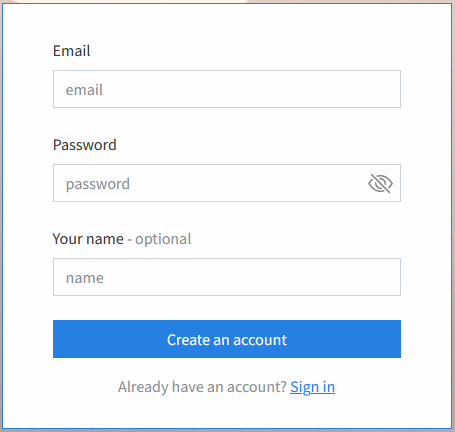 Email
email
Password
password
Your name - optional
name
Create an account
Already have an account? Sign in